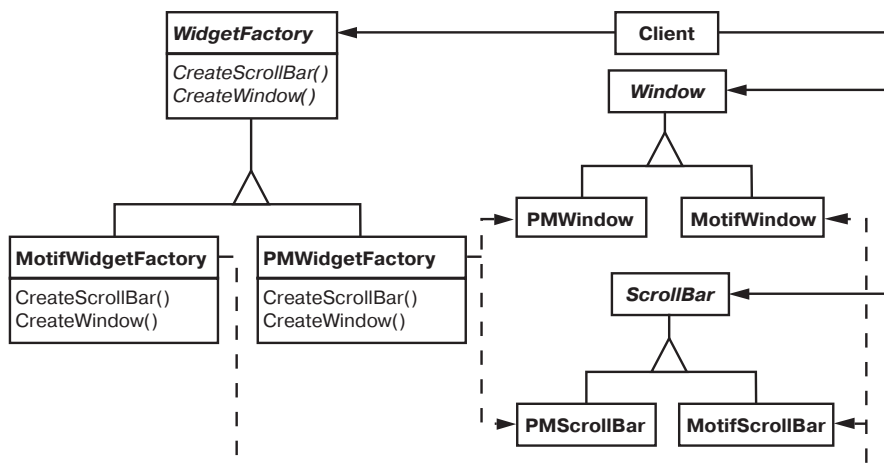 WidgetFactory
CreateScrollBar()
CreateWindow()
Client
Window
PMWindow
MotifWindow
MotifWidgetFactory
CreateScrollBar()
CreateWindow()
PMWidgetFactory
CreateScrollBar()
CreateWindow()
ScrollBar
PMScrollBar
MotifScrollBar